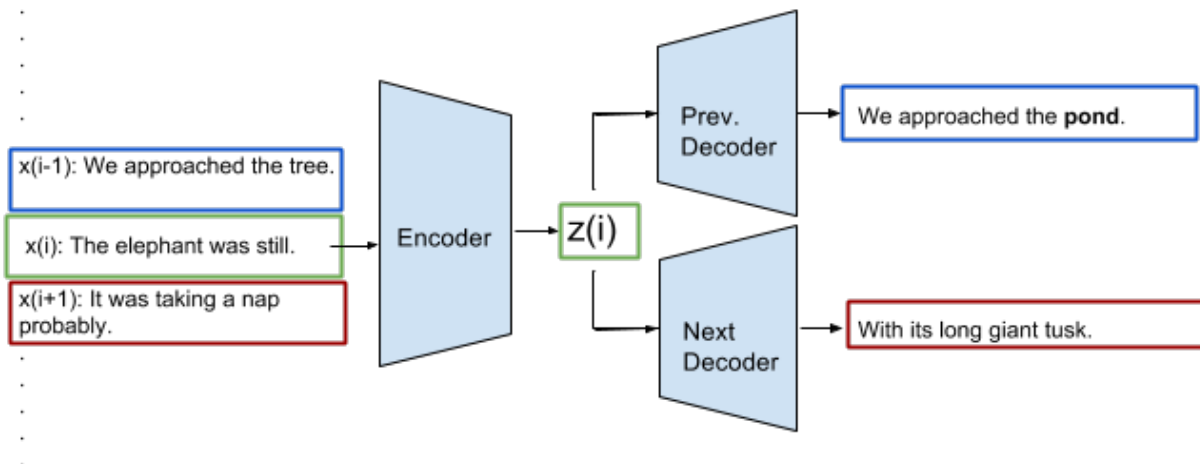 x(i-1): We approached the tree.
x(i): The elephant was still.
x(i+1): It was taking a nap
probably.
Encoder
z(i)
Prev.
Decoder
We approached the pond.
Next
Decoder
With its long giant tusk.